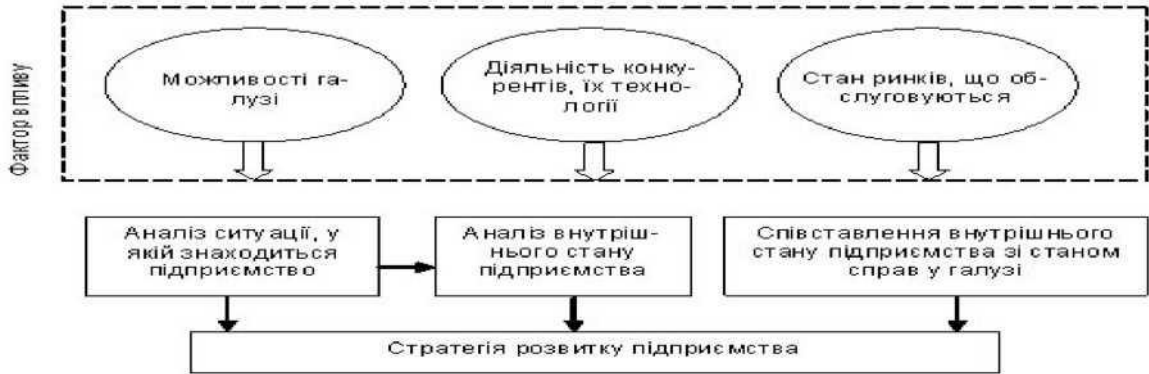 Фактор впливу
Можливості га-
лузі
Діяльність конку-
рентів, їх техно-
логії
Стан ринків, що об-
слуговуються
Аналіз ситуації, у
якій знаходиться
підприємство
Аналіз внутріш-
нього стану
підприємства
Співставлення внутрішнього
стану підприємства зі станом
справ у галузі
Стратегія розвитку підприємства